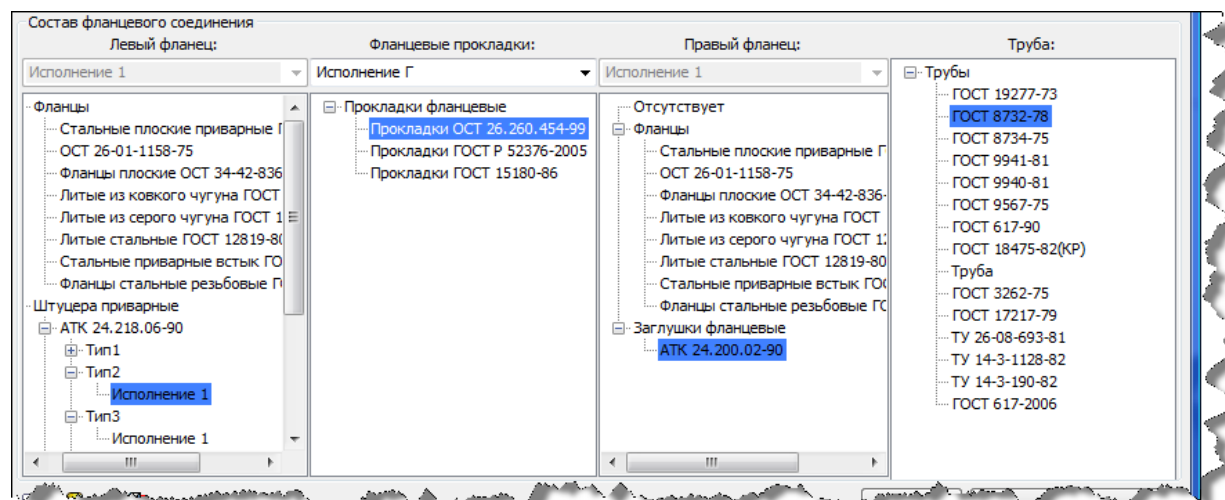 Состав фланцевого соединения
Левый фланец:
Исполнение 1
Фланцы
Стальные плоские приварные Г
ОСТ 26-01-1158-75
Фланцы плоские ОСТ 34-42-836
Литые из ковкого чугуна ГОСТ
Литые из серого чугуна ГОСТ 1
Литые стальные ГОСТ 12819-80
Стальные приварные встык ГО
Фланцы стальные резьбовые Г
Штуцера приварные
АТК 24.218.06-90
Тип1
Тип2
Исполнение 1
Тип3
Исполнение 1
Фланцевые прокладки:
Исполнение Г
Прокладки фланцевые
Прокладки ОСТ 26.260.454-99
Прокладки ГОСТ Р 52376-2005
Прокладки ГОСТ 15180-86
Правый фланец:
Исполнение 1
Отсутствует
Фланцы
Стальные плоские приварные Г
ОСТ 26-01-1158-75
Фланцы плоские ОСТ 34-42-836-
Литые из ковкого чугуна ГОСТ
Литые из серого чугуна ГОСТ 1
Литые стальные ГОСТ 12819-80
Стальные приварные встык ГО
Фланцы стальные резьбовые ГС
Заглушки фланцевые
АТК 24.200.02-90
Труба:
Трубы
ГОСТ 19277-73
ГОСТ 8732-78
ГОСТ 8734-75
ГОСТ 9941-81
ГОСТ 9940-81
ГОСТ 9567-75
ГОСТ 617-90
ГОСТ 18475-82(КР)
Труба
ГОСТ 3262-75
ГОСТ 17217-79
ТУ 26-08-693-81
ТУ 14-3-1128-82
ТУ 14-3-190-82
ГОСТ 617-2006